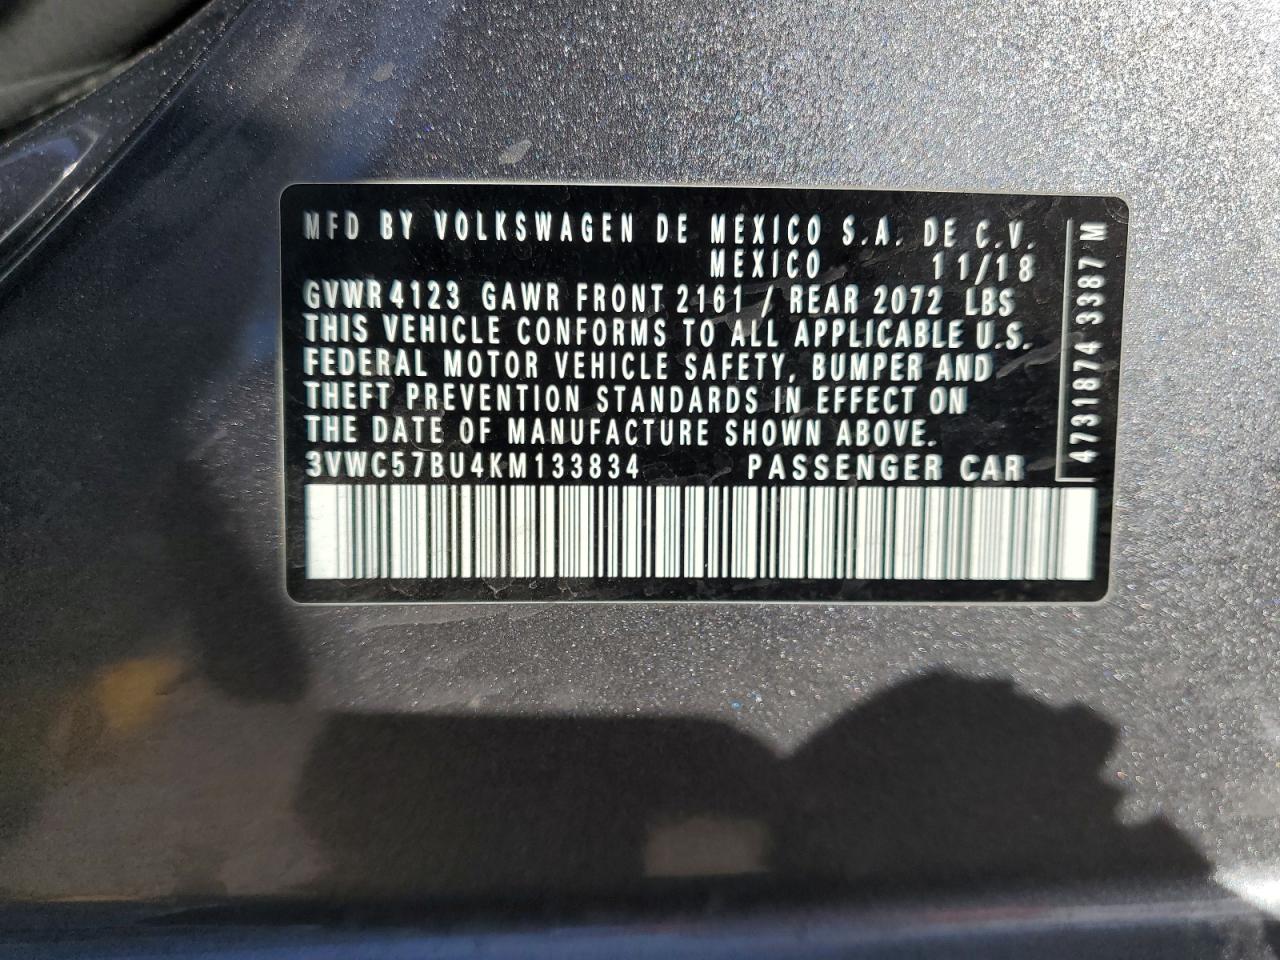 MFD BY VOLKSWAGEN DE MEXICO S.A. DE C.V.
MEXICO 11/18
GVWR 4123 GAWR FRONT 2161 / REAR 2072 LBS
THIS VEHICLE CONFORMS TO ALL APPLICABLE U.S.
FEDERAL MOTOR VEHICLE SAFETY, BUMPER AND
THEFT PREVENTION STANDARDS IN EFFECT ON
THE DATE OF MANUFACTURE SHOWN ABOVE.
3VWC57BU4KM133834 PASSENGER CAR
4731874 3387 M